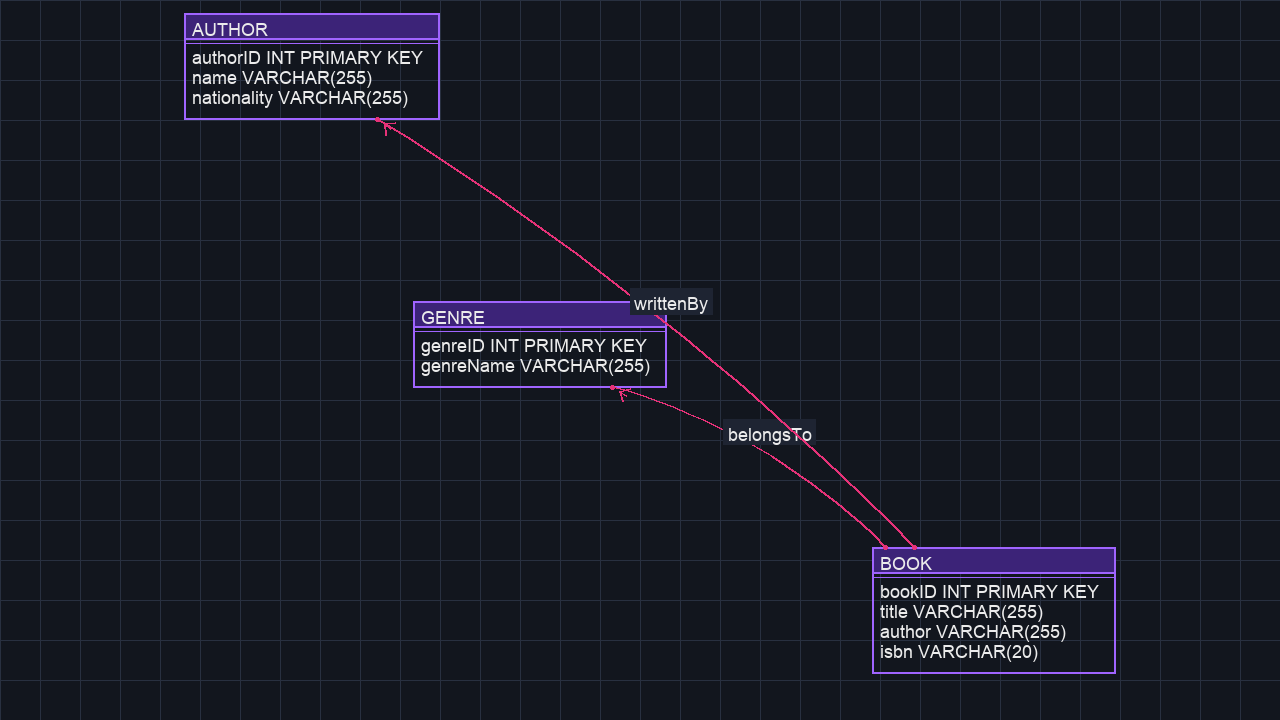 AUTHOR
authorID INT PRIMARY KEY
name VARCHAR(255)
nationality VARCHAR(255)
writtenBy
GENRE
genreID INT PRIMARY KEY
genreName VARCHAR(255)
belongsTo
BOOK
bookID INT PRIMARY KEY
title VARCHAR(255)
author VARCHAR(255)
isbn VARCHAR(20)